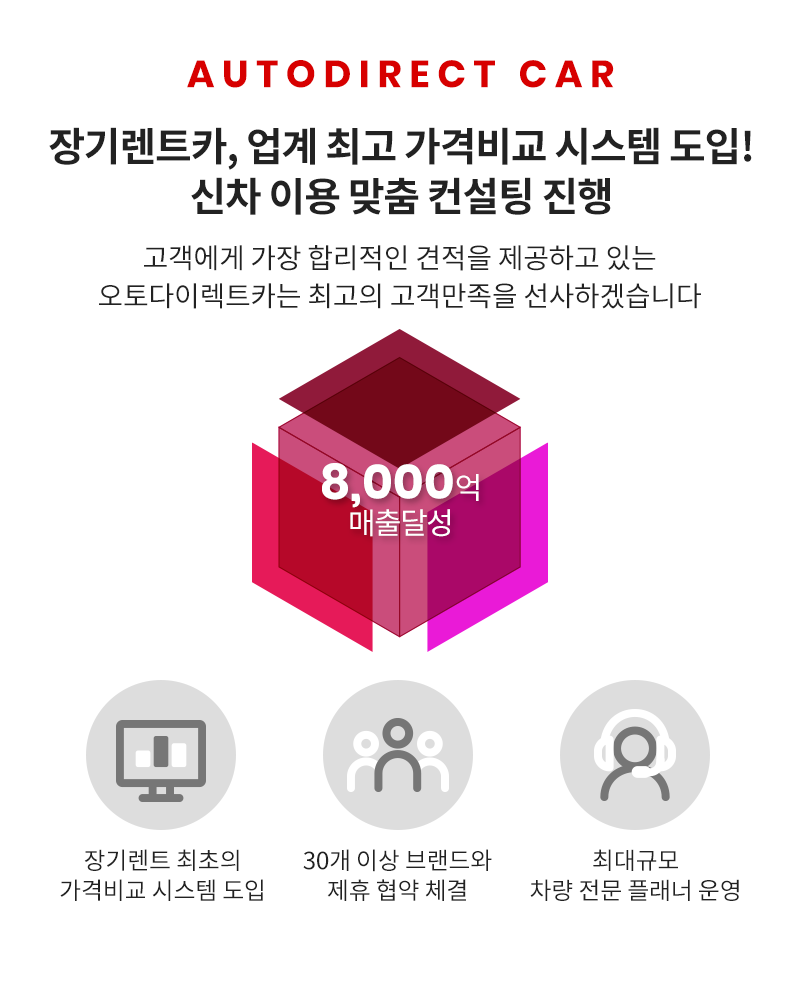 AUTODIRECT CAR
장기렌트카, 업계 최고 가격비교 시스템 도입!
신차 이용 맞춤 컨설팅 진행
고객에게 가장 합리적인 견적을 제공하고 있는
오토다이렉트카는 최고의 고객만족을 선사하겠습니다
8,000억
매출달성
장기렌트 최초의
가격비교 시스템 도입
30개 이상 브랜드와
제휴 협약 체결
최대규모
차량 전문 플래너 운영